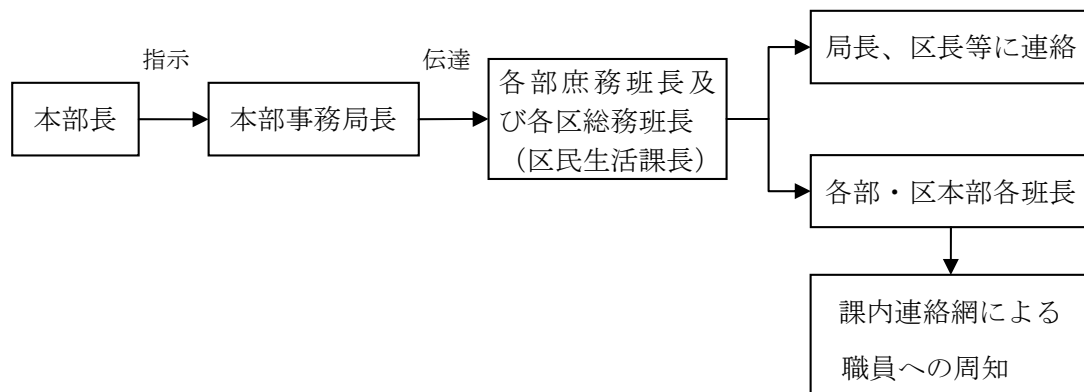 指示
本部長
本部事務局長
伝達
各部庶務班長及
び各区総務班長
（区民生活課長）
局長、区長等に連絡
各部・区本部各班長
課内連絡網による
職員への周知